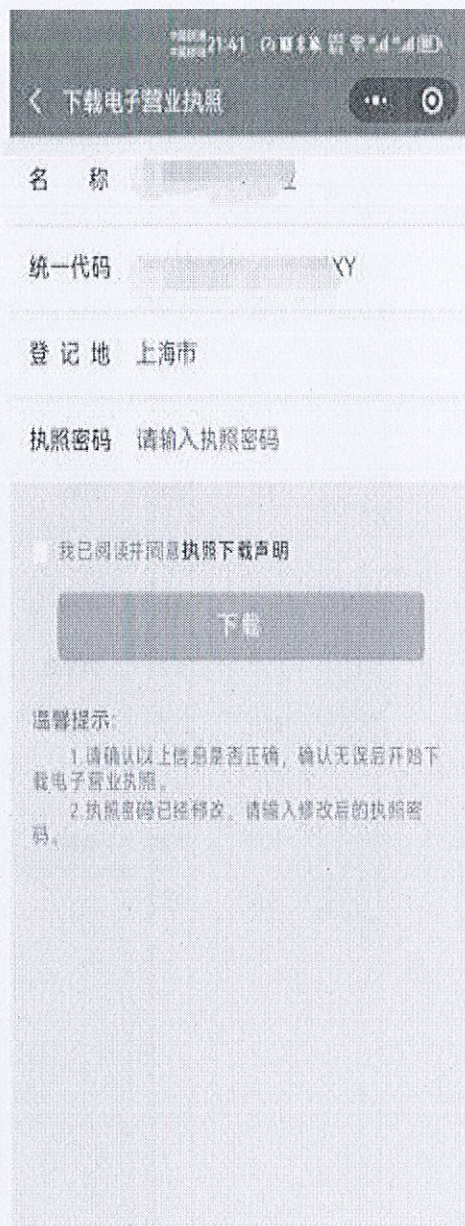 21:41
下载电子营业执照
名 称
统一代码 XY
登 记 地 上海市
执照密码 请输入执照密码
我已阅读并同意执照下载声明
下载
温馨提示:
1.请确认以上信息是否正确，确认无误后开始下
载电子营业执照。
2.执照密码已经修改，请输入修改后的执照密
码。